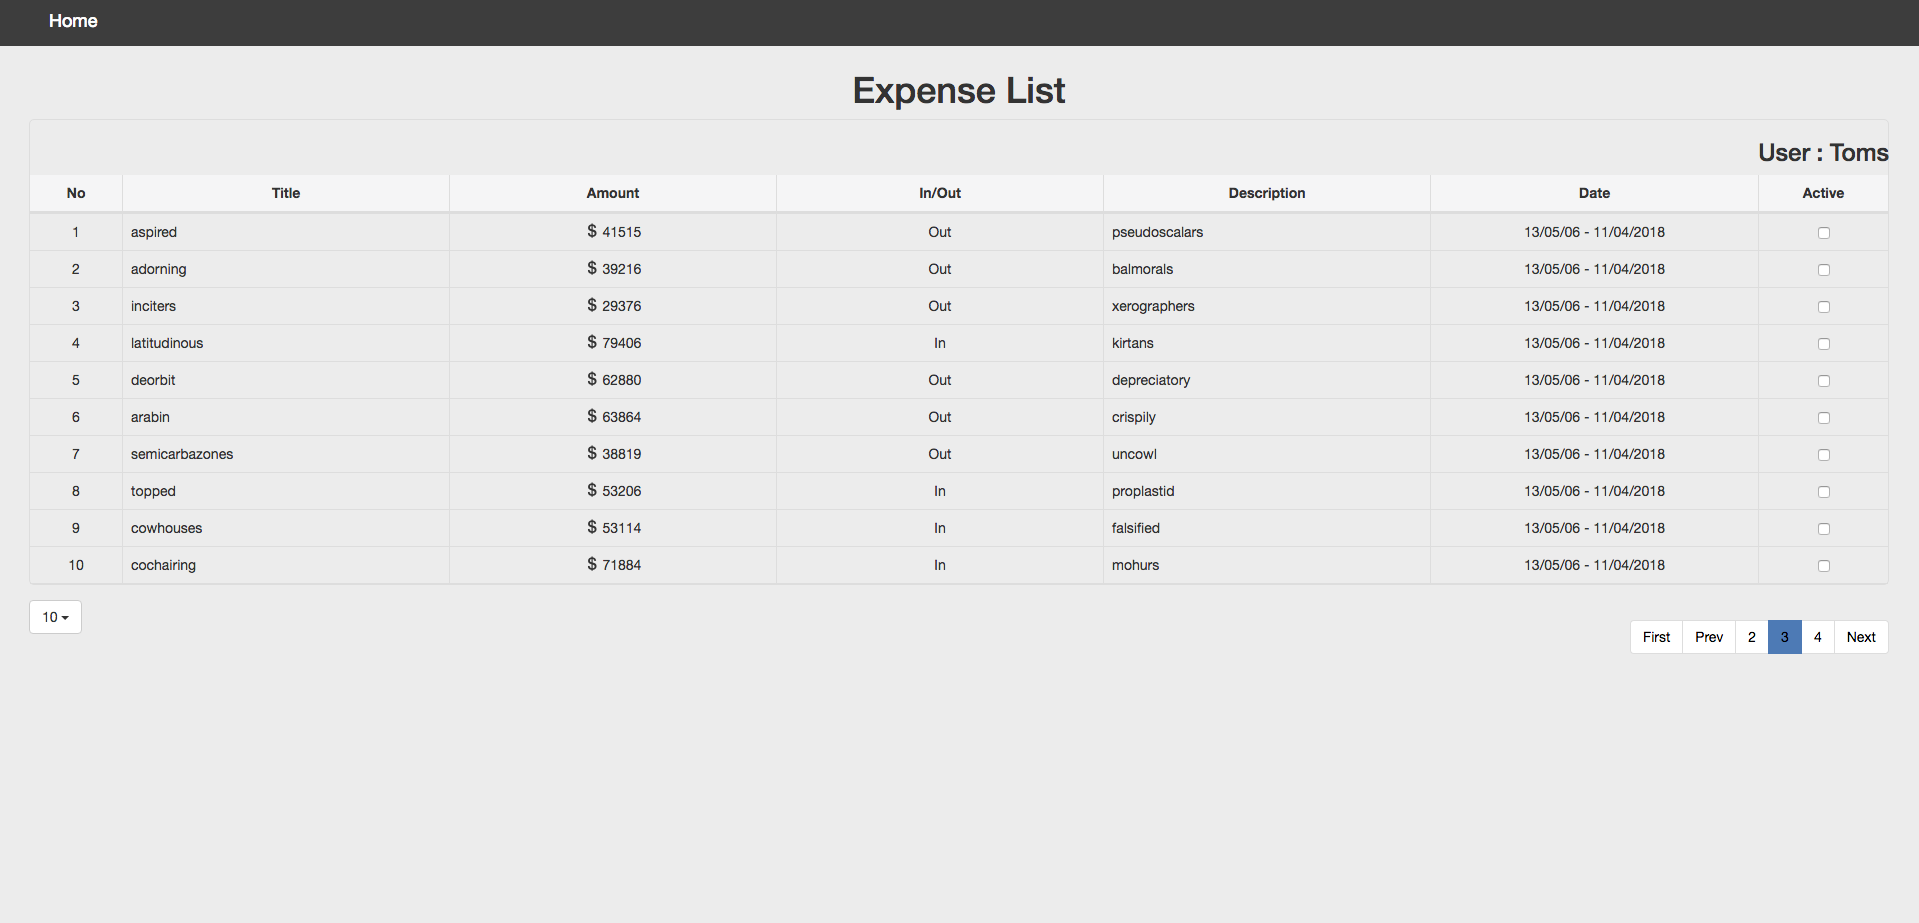 Home
Expense List
User : Toms
No Title Amount In/Out Description Date Active
1 aspired $ 41515 Out pseudoscalars 13/05/06 - 11/04/2018
2 adorning $ 39216 Out balmorals 13/05/06 - 11/04/2018
3 inciters $ 29376 Out xerographers 13/05/06 - 11/04/2018
4 latitudinous $ 79406 In kirtans 13/05/06 - 11/04/2018
5 deorbit $ 62880 Out depreciatory 13/05/06 - 11/04/2018
6 arabin $ 63864 Out crispily 13/05/06 - 11/04/2018
7 semicarbazones $ 38819 Out uncowl 13/05/06 - 11/04/2018
8 topped $ 53206 In proplastid 13/05/06 - 11/04/2018
9 cowhouses $ 53114 In falsified 13/05/06 - 11/04/2018
10 cochairing $ 71884 In mohurs 13/05/06 - 11/04/2018
10
First Prev 2 3 4 Next